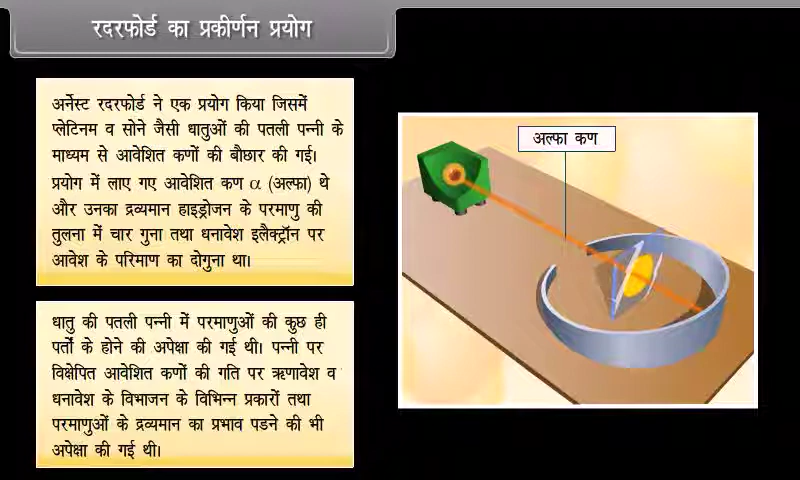 रदरफोर्ड का प्रकीर्णन प्रयोग
अर्नेस्ट रदरफोर्ड ने एक प्रयोग किया जिसमें
प्लेटिनम व सोने जैसी धातुओं की पतली पन्नी के
माध्यम से आवेशित कणों की बौछार की गई।
प्रयोग में लाए गए आवेशित कण α (अल्फा) थे
और उनका द्रव्यमान हाइड्रोजन के परमाणु की
तुलना में चार गुना तथा धनावेश इलैक्ट्रॉन पर
आवेश के परिमाण का दोगुना था।
धातु की पतली पन्नी में परमाणुओं की कुछ ही
पर्तों के होने की अपेक्षा की गई थी। पन्नी पर
विक्षेपित आवेशित कणों की गति पर ऋणावेश व
धनावेश के विभाजन के विभिन्न प्रकारों तथा
परमाणुओं के द्रव्यमान का प्रभाव पडने की भी
अपेक्षा की गई थी।
अल्फा कण